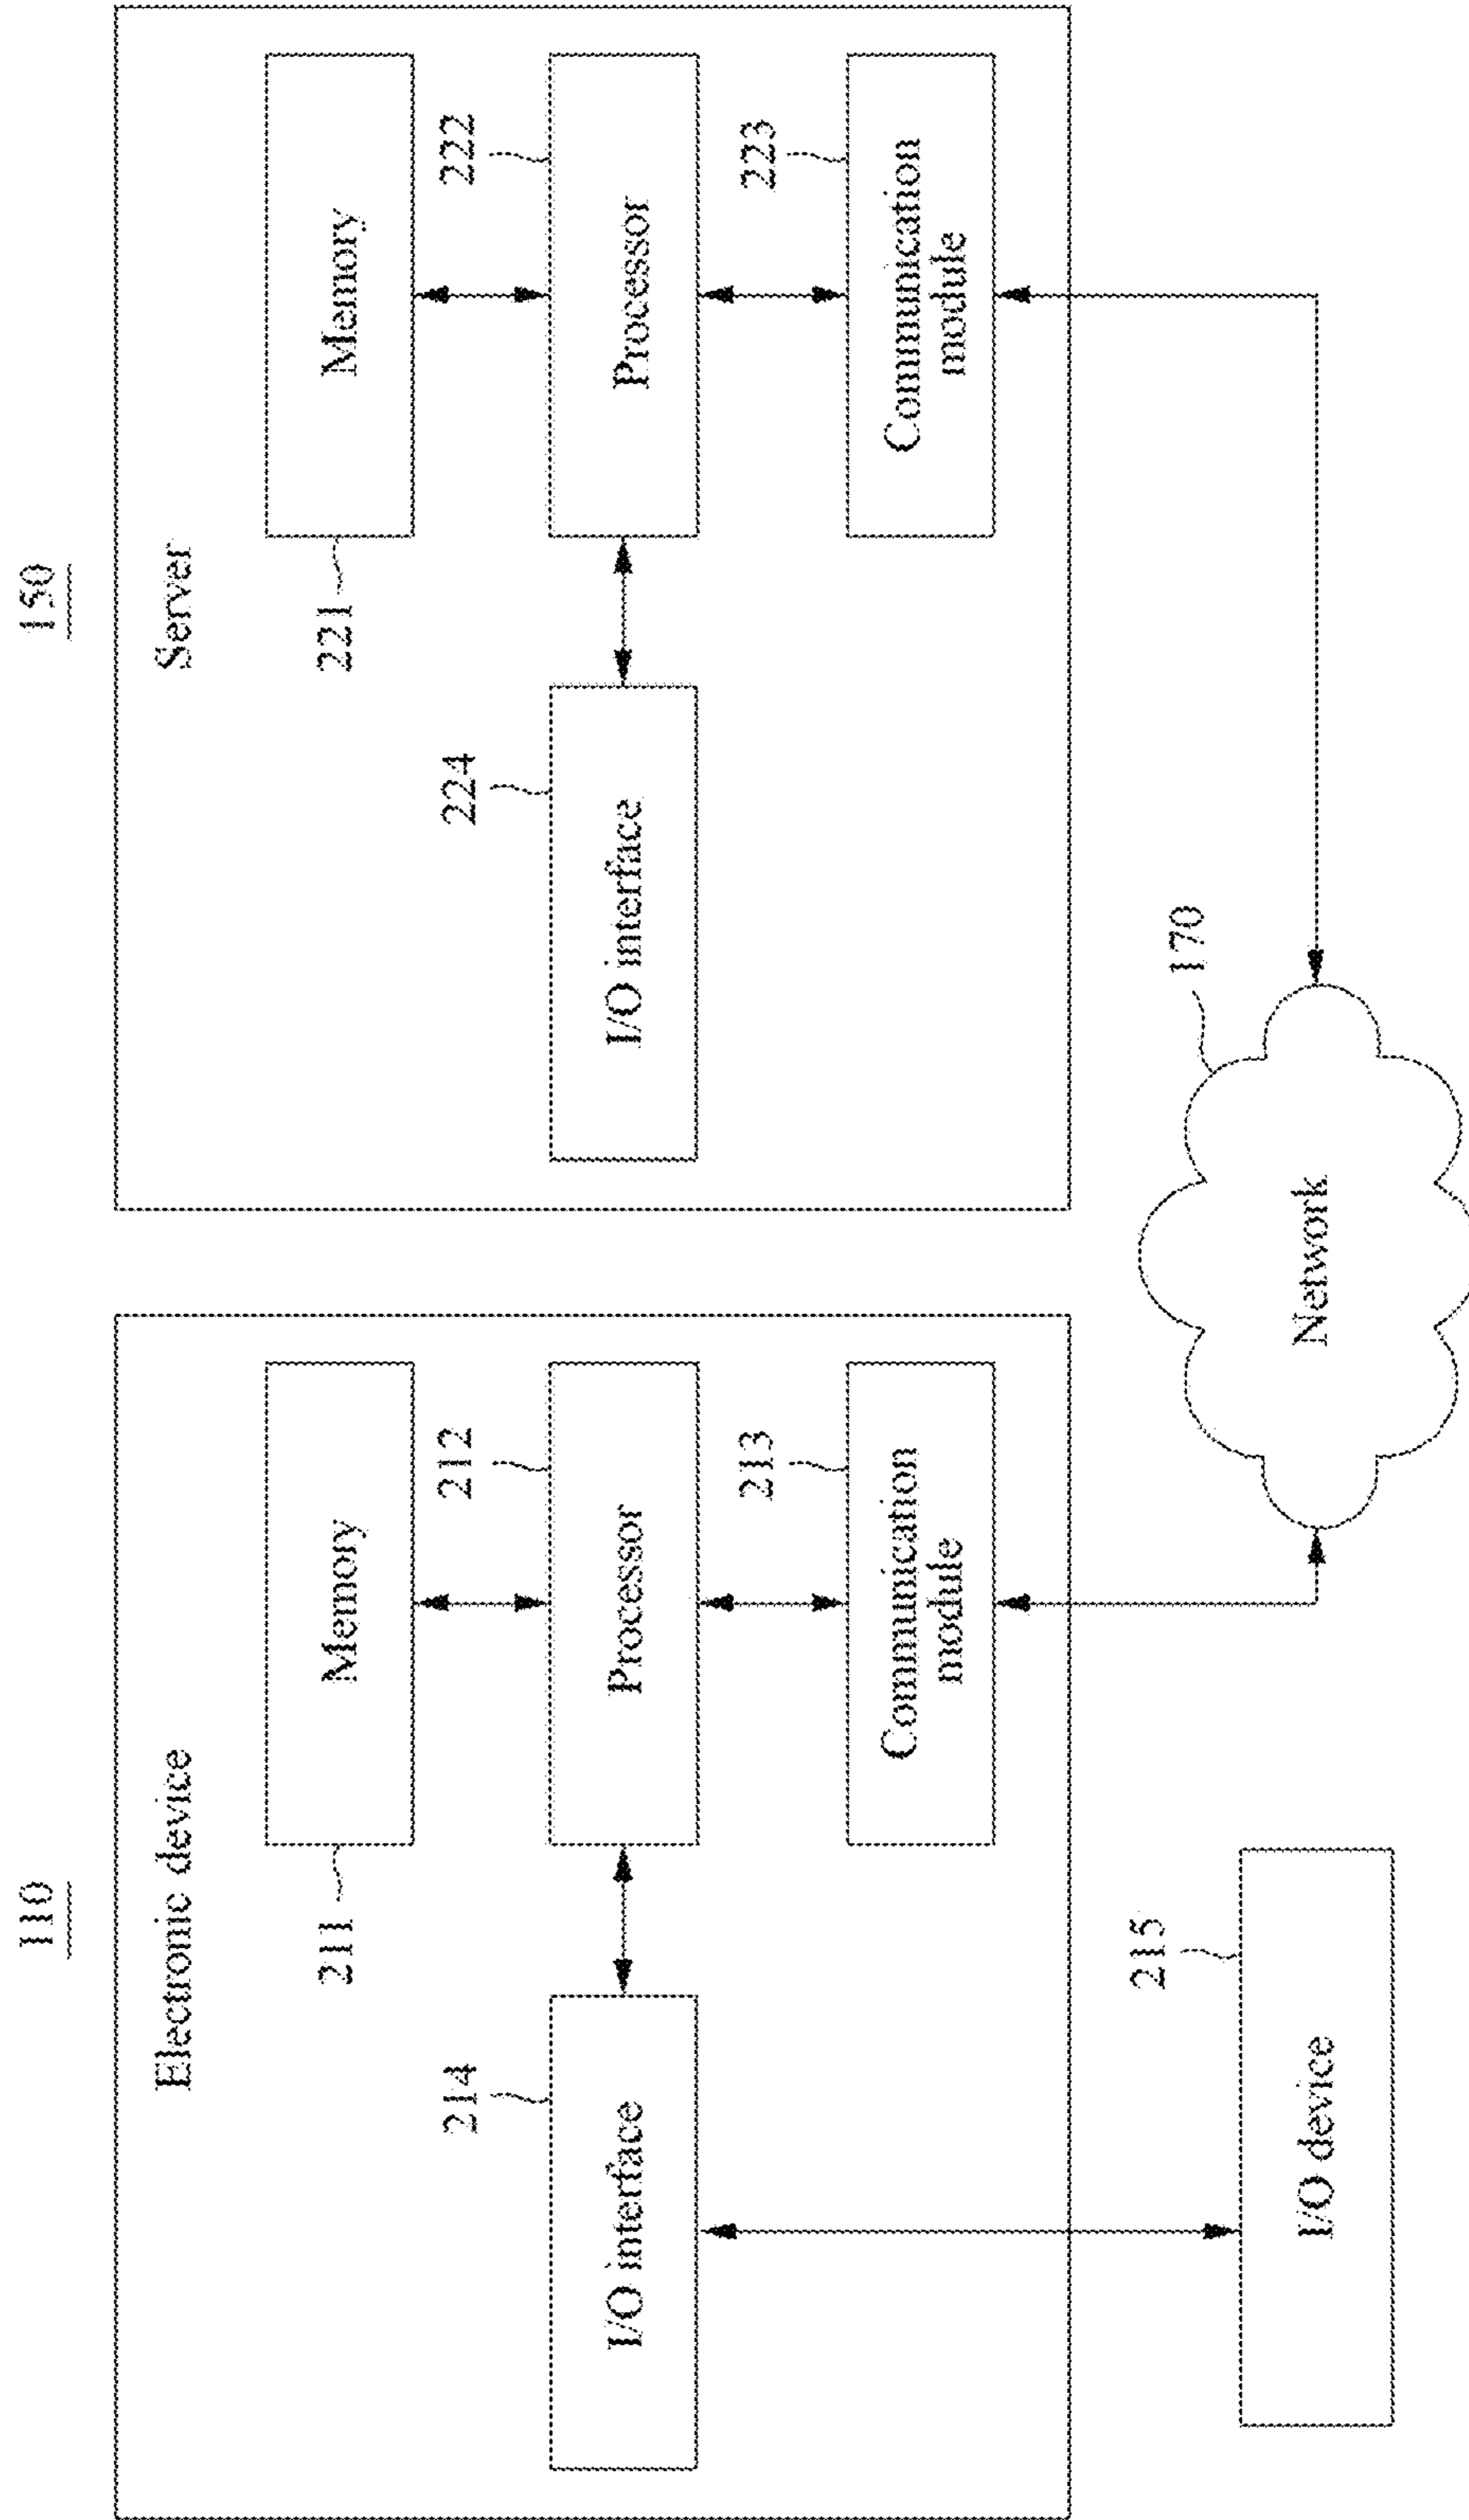 110
Electronic device
211
Memory
212
Processor
214
I/O interface
213
Communication
module
215
I/O device
150
Server
221
Memory
222
Processor
224
I/O interface
223
Communication
module
170
Network